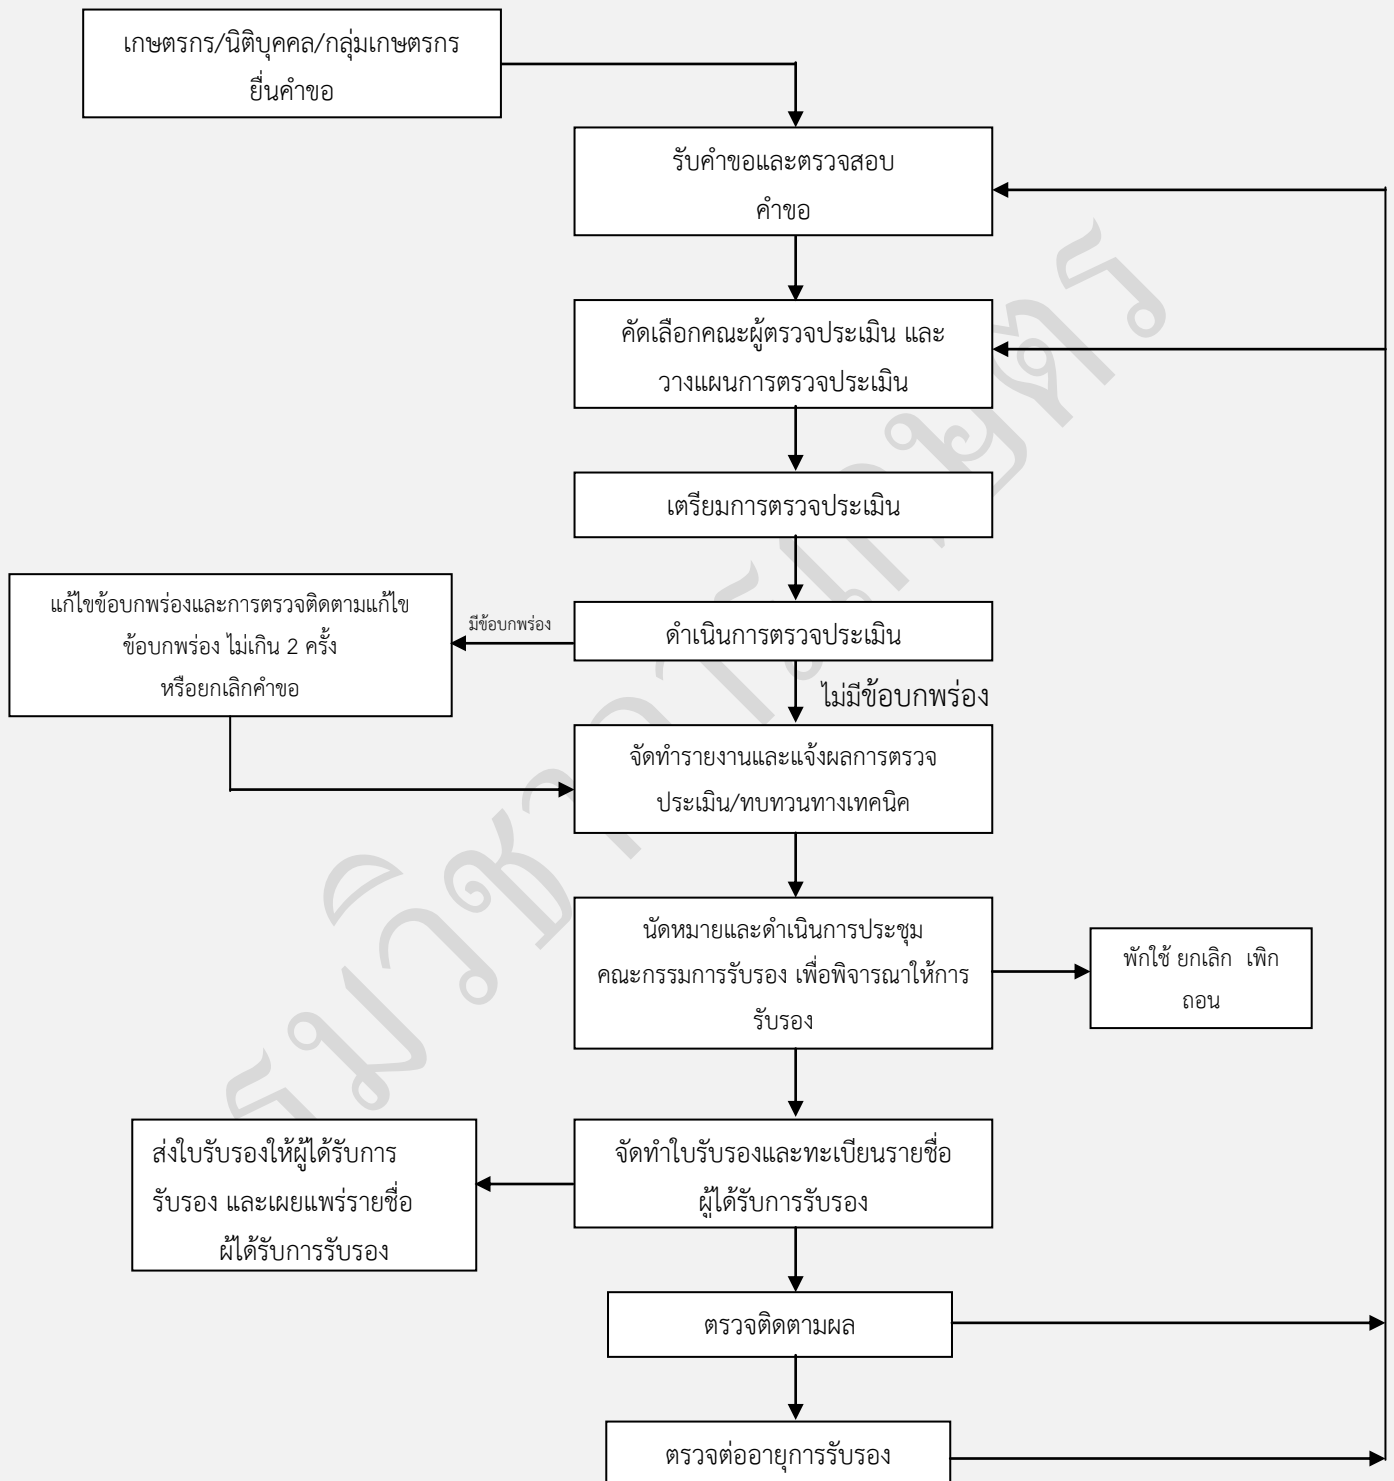 เกษตรกร/นิติบุคคล/กลุ่มเกษตรกร
ยื่นคำขอ
รับคำขอและตรวจสอบ
คำขอ
คัดเลือกคณะผู้ตรวจประเมิน และ
วางแผนการตรวจประเมิน
เตรียมการตรวจประเมิน
แก้ไขข้อบกพร่องและการตรวจติดตามแก้ไข
ข้อบกพร่อง ไม่เกิน 2 ครั้ง
หรือยกเลิกคำขอ
มีข้อบกพร่อง
ดำเนินการตรวจประเมิน
ไม่มีข้อบกพร่อง
จัดทำรายงานและแจ้งผลการตรวจ
ประเมิน/ทบทวนทางเทคนิค
นัดหมายและดำเนินการประชุม
คณะกรรมการรับรอง เพื่อพิจารณาให้การ
รับรอง
พักใช้ ยกเลิก เพิก
ถอน
ส่งใบรับรองให้ผู้ได้รับการ
รับรอง และเผยแพร่รายชื่อ
ผ้ได้รับการรับรอง
จัดทำใบรับรองและทะเบียนรายชื่อ
ผู้ได้รับการรับรอง
ตรวจติดตามผล
ตรวจต่ออายุการรับรอง